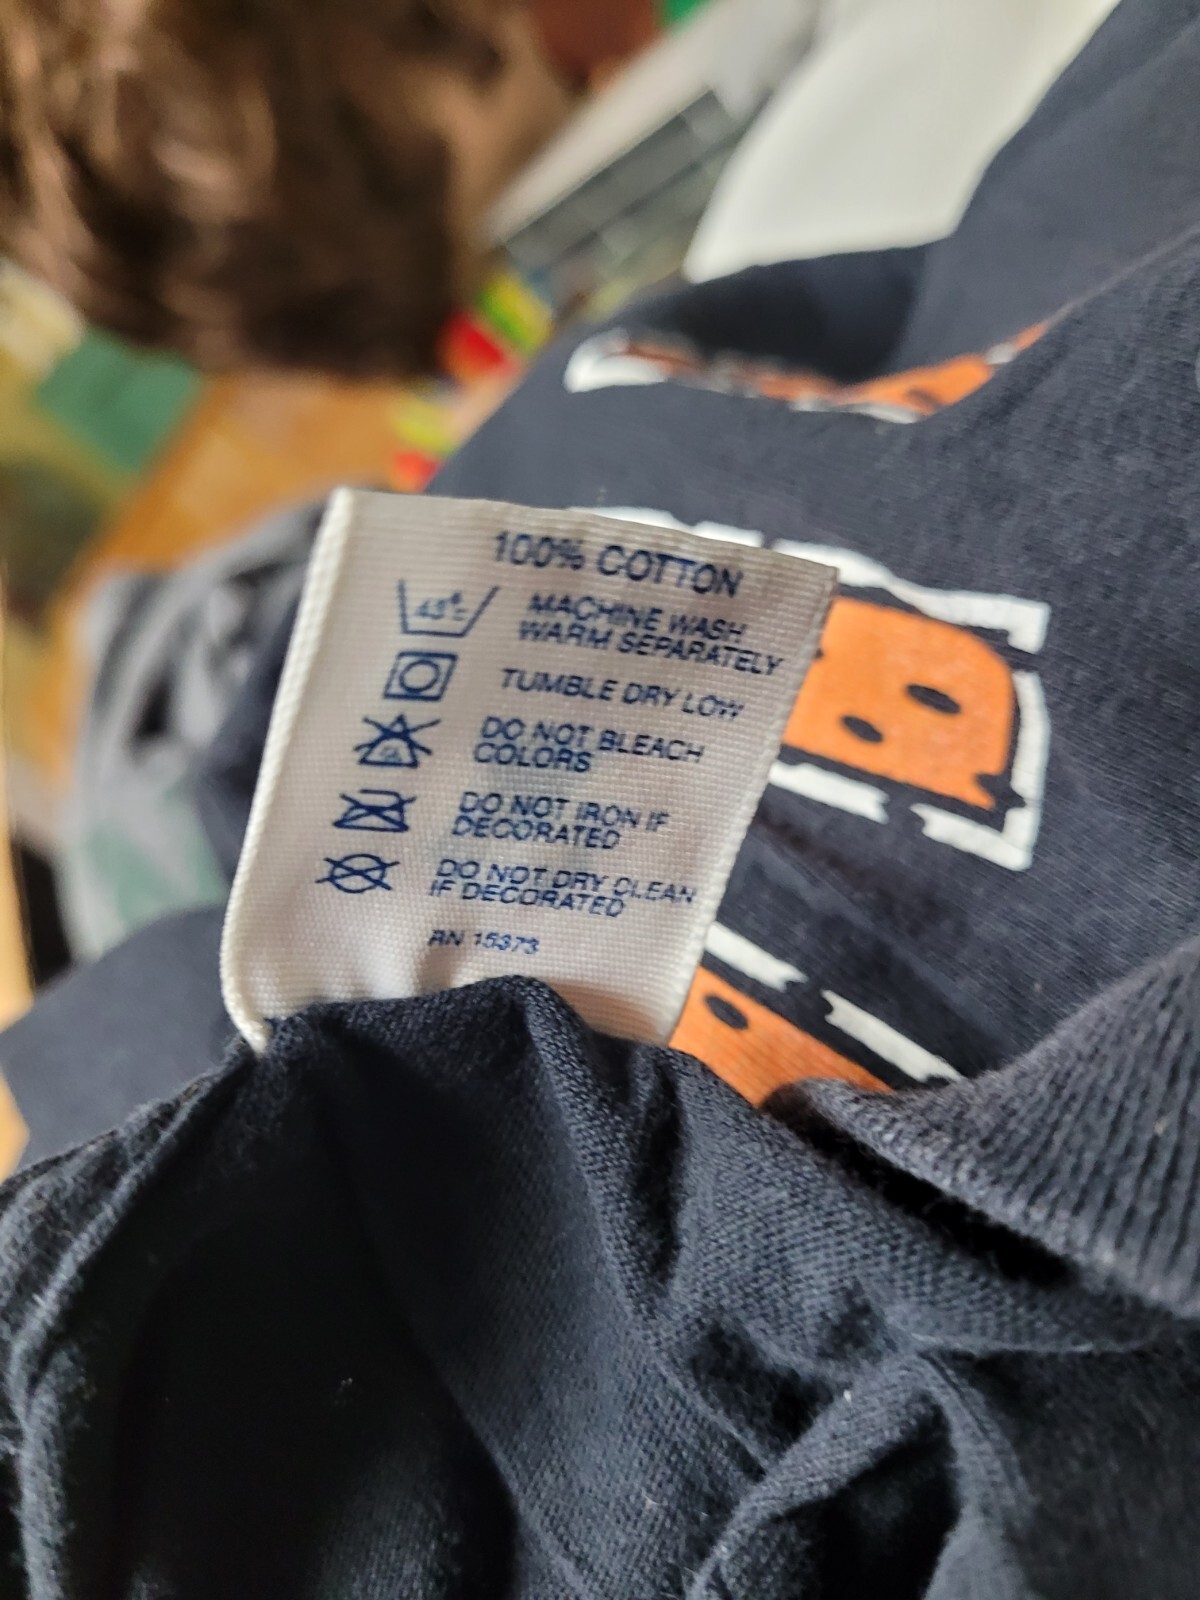 100% COTTON
MACHINE WASH
WARM SEPARATELY
TUMBLE DRY LOW
DO NOT BLEACH
COLORS
DO NOT IRON IF
DECORATED
DO NOT DRY CLEAN
IF DECORATED
RN 15373